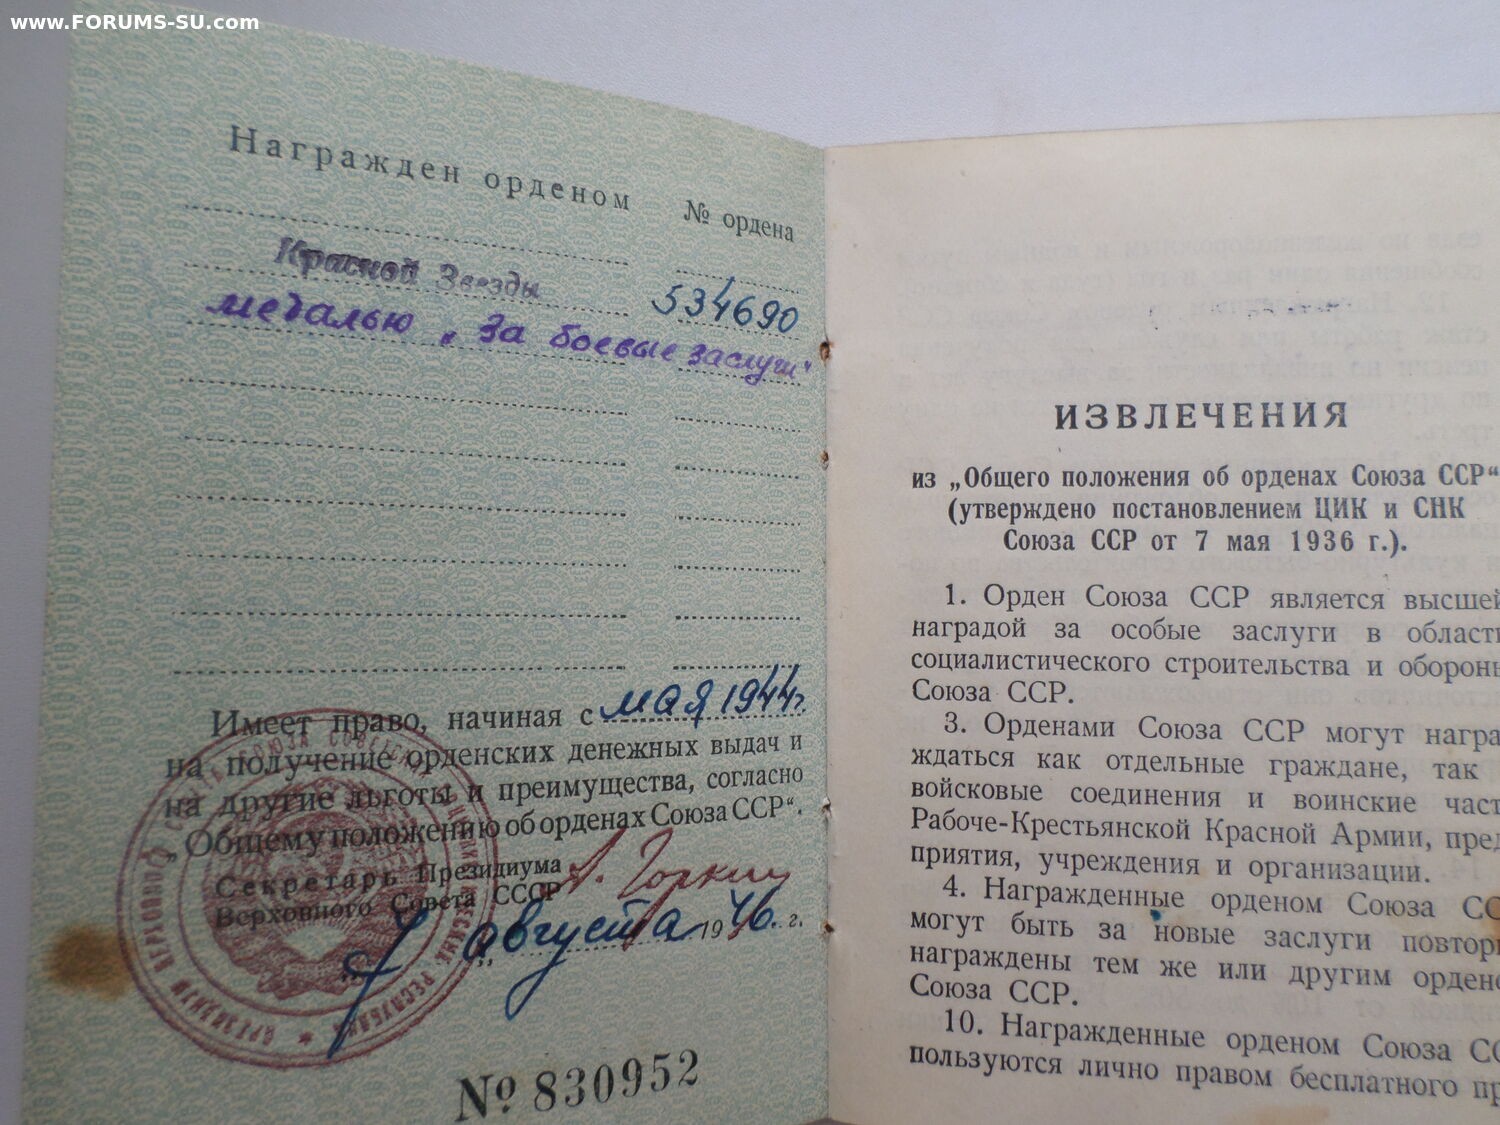 www.FORUMS-SU.com
Награжден орденом № ордена
Красной Звезды 534690
медалью „За боевые заслуги"
Имеет право, начиная с мая 1944г.
на получение орденских денежных выдач и
на другие льготы и преимущества, согласно
„Общему положению об орденах Союза ССР“.
Секретарь Президиума
Верховного Совета СССР А. Горкин
„7„ августа 1946. г.
№ 830952
ИЗВЛЕЧЕНИЯ
из „Общего положения об орденах Союза ССР“
(утверждено постановлением ЦИК и СНК
Союза ССР от 7 мая 1936 г.).
1. Орден Союза ССР является высшей
наградой за особые заслуги в област
социалистического строительства и оборон
Союза ССР.
3. Орденами Союза ССР могут награ
ждаться как отдельные граждане, так
войсковые соединения и воинские част
Рабоче-Крестьянской Красной Армии, пред
приятия, учреждения и организации.
4. Награжденные орденом Союза СС
могут быть за новые заслуги повтор
награждены тем же или другим орден
Союза ССР.
10. Награжденные орденом Союза СС
пользуются лично правом бесплатного пр